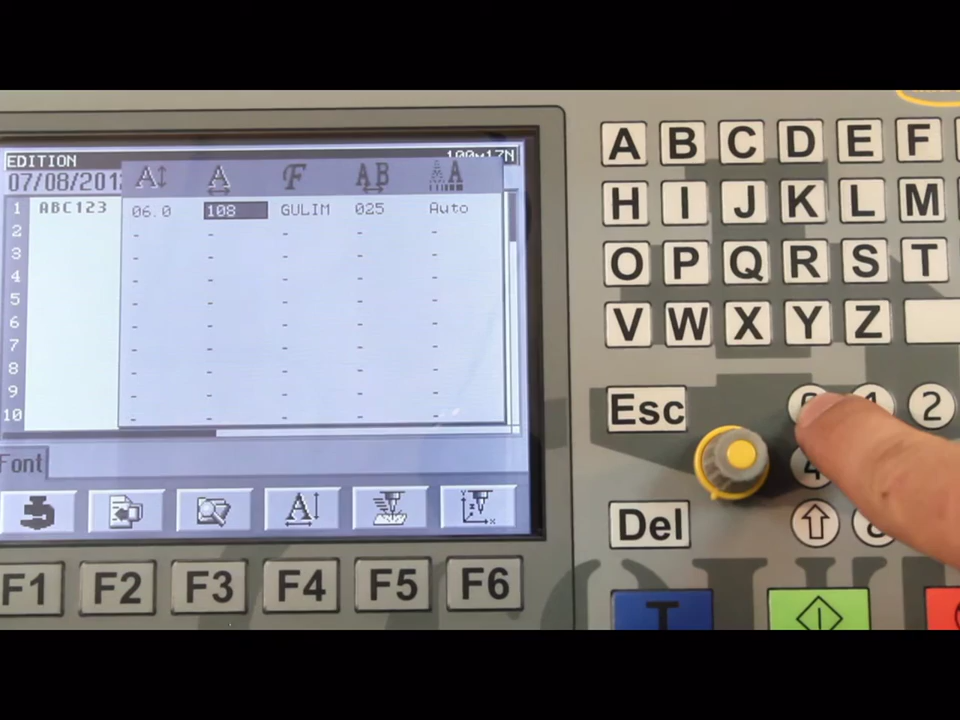 EDITION
07/08/201
1 ABC123 06.0 108 GULIM 025 Auto
2 - - - - -
3 - - - - -
4 - - - - -
5 - - - - -
6 - - - - -
7 - - - - -
8 - - - - -
9 - - - - -
10 - - - - -
Font
F1 F2 F3 F4 F5 F6
A B C D E F
H I J K L M
O P Q R S T
V W X Y Z
Esc 2
4
Del